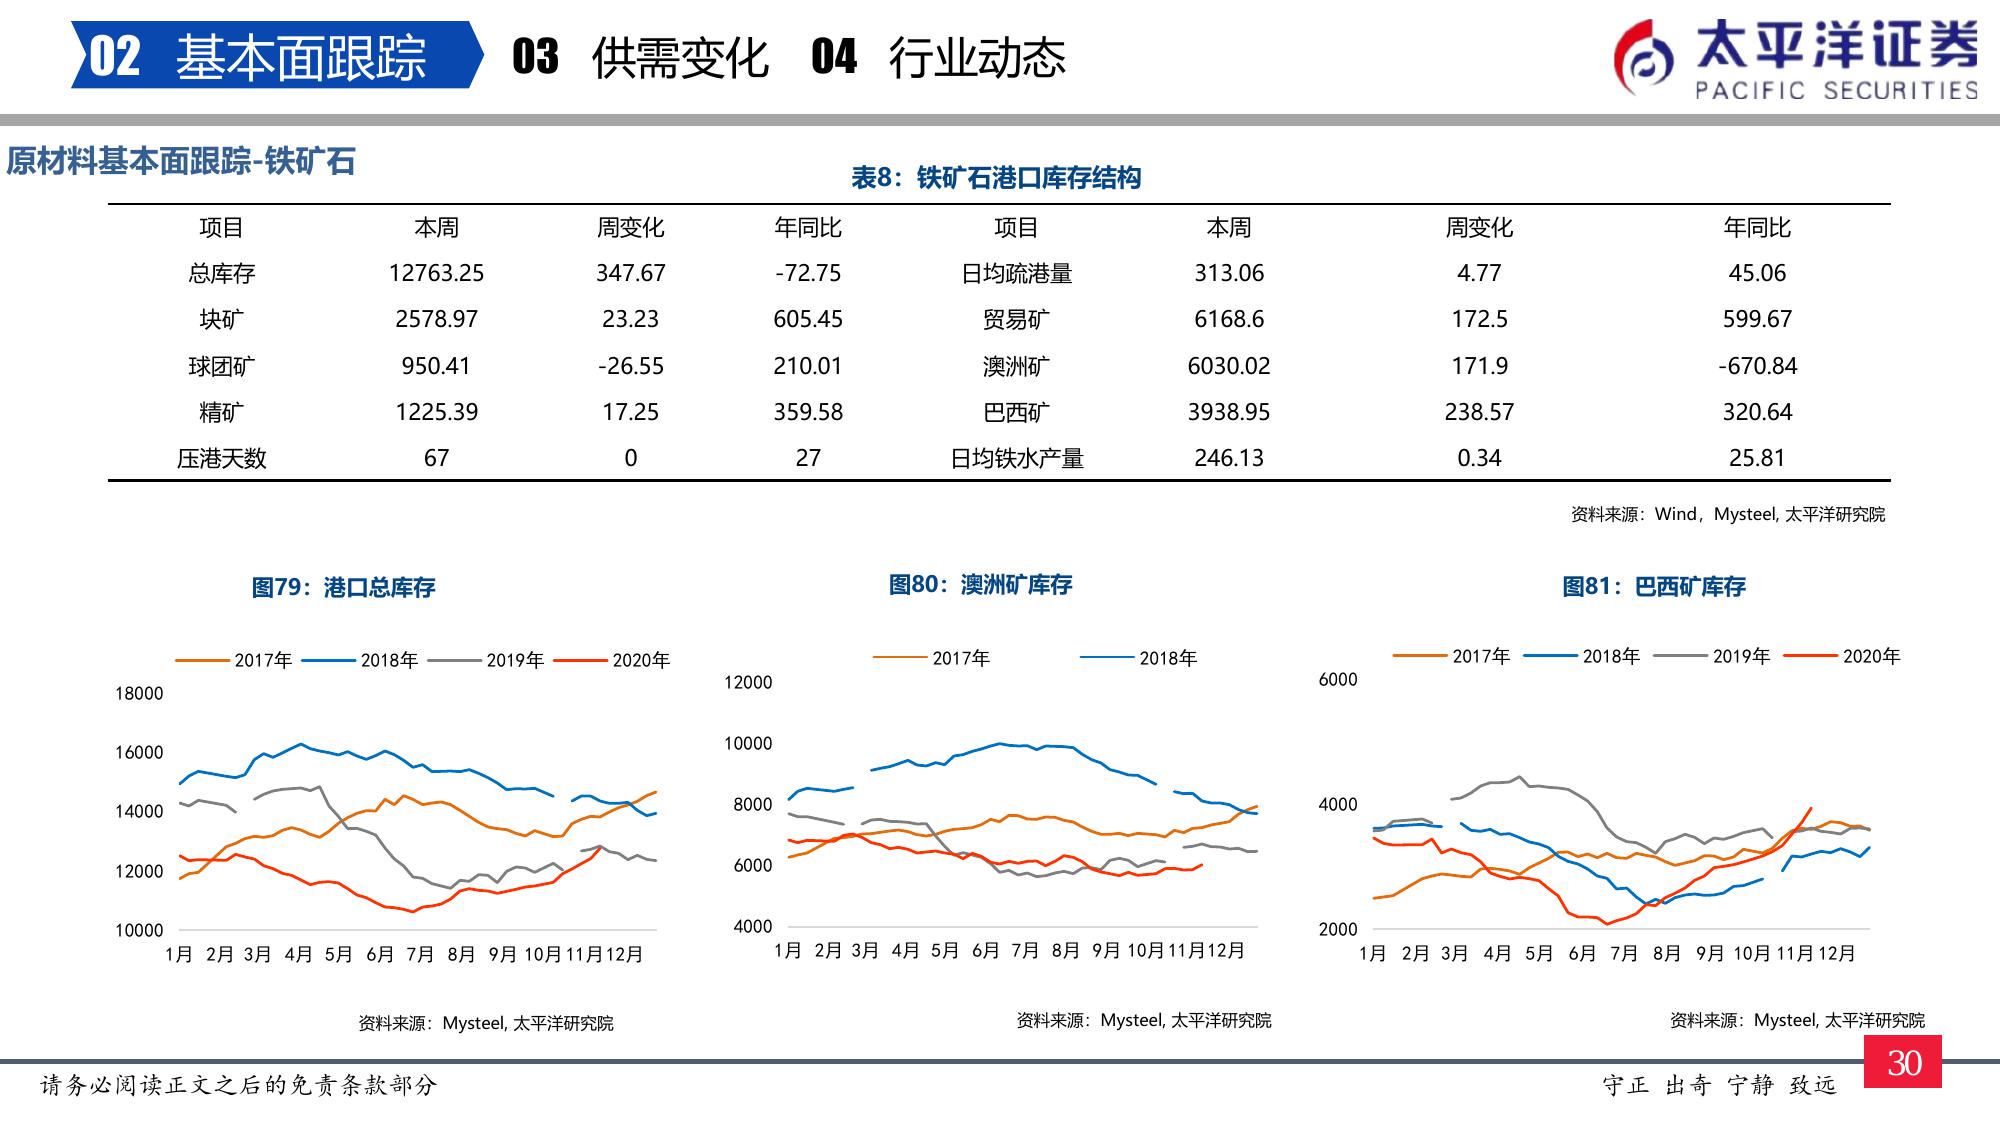 02 基本面跟踪 03 供需变化 04 行业动态
太平洋证券
PACIFIC SECURITIES
原材料基本面跟踪-铁矿石
表8：铁矿石港口库存结构
项目 本周 周变化 年同比 项目 本周 周变化 年同比
总库存 12763.25 347.67 -72.75 日均疏港量 313.06 4.77 45.06
块矿 2578.97 23.23 605.45 贸易矿 6168.6 172.5 599.67
球团矿 950.41 -26.55 210.01 澳洲矿 6030.02 171.9 -670.84
精矿 1225.39 17.25 359.58 巴西矿 3938.95 238.57 320.64
压港天数 67 0 27 日均铁水产量 246.13 0.34 25.81
资料来源：Wind，Mysteel, 太平洋研究院
图79：港口总库存
2017年 2018年 2019年 2020年
18000
16000
14000
12000
10000
1月 2月 3月 4月 5月 6月 7月 8月 9月 10月 11月 12月
资料来源：Mysteel, 太平洋研究院
图80：澳洲矿库存
2017年 2018年
12000
10000
8000
6000
4000
1月 2月 3月 4月 5月 6月 7月 8月 9月 10月 11月 12月
资料来源：Mysteel, 太平洋研究院
图81：巴西矿库存
2017年 2018年 2019年 2020年
6000
4000
2000
1月 2月 3月 4月 5月 6月 7月 8月 9月 10月 11月 12月
资料来源：Mysteel, 太平洋研究院
请务必阅读正文之后的免责条款部分
守正 出奇 宁静 致远
30